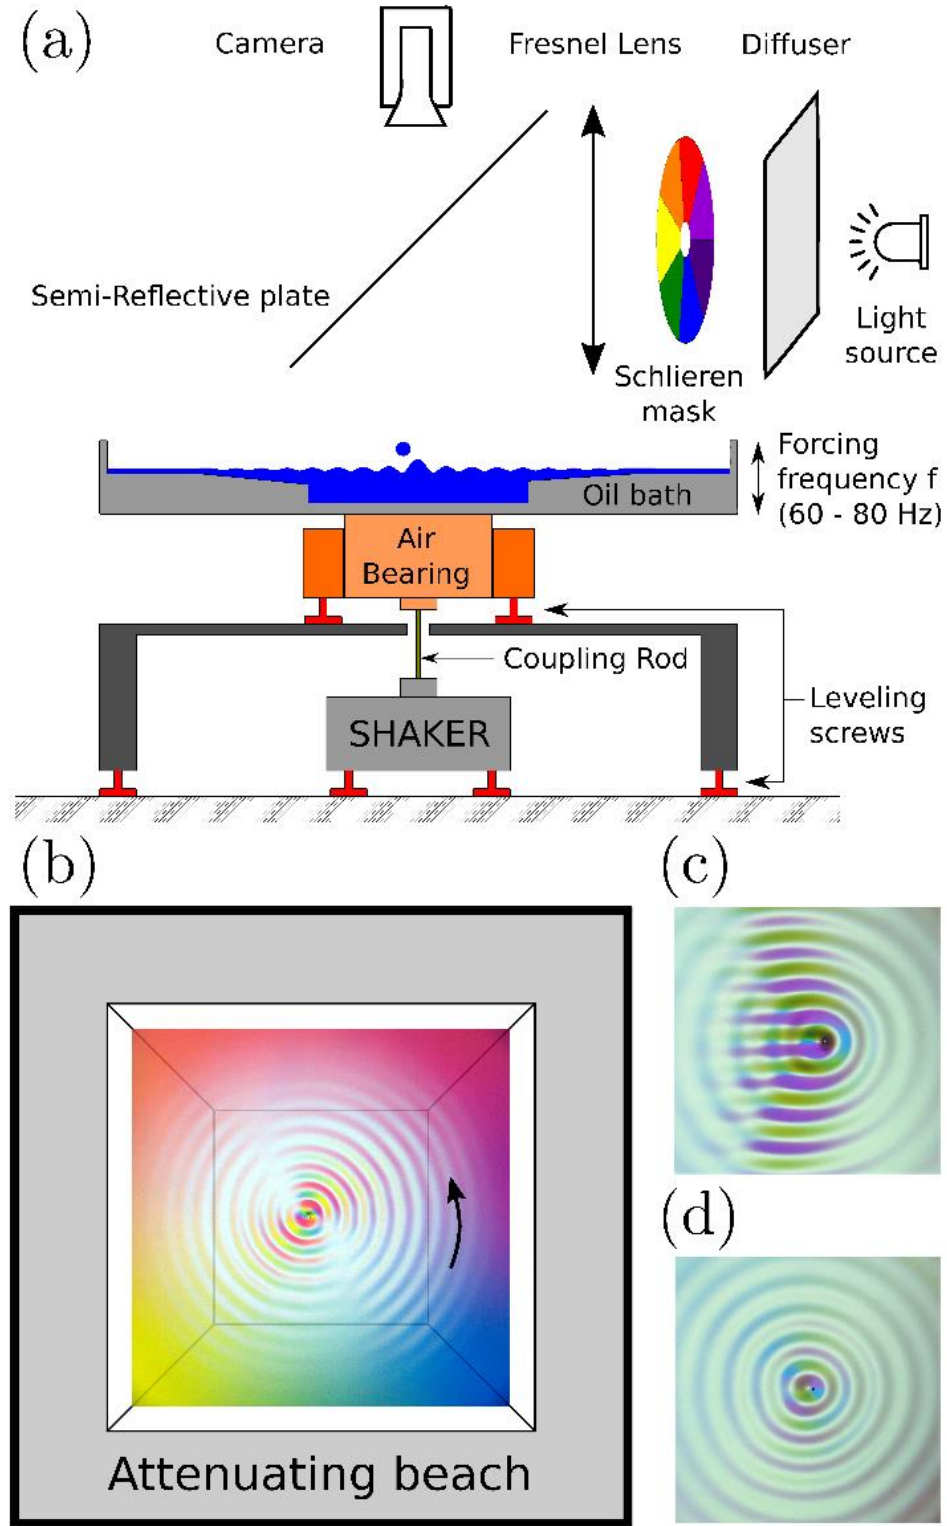 (a)
Camera
Fresnel Lens
Diffuser
Semi-Reflective plate
Light
source
Schlieren
mask
Forcing
frequency f
(60 - 80 Hz)
Oil bath
Air
Bearing
Coupling Rod
Leveling
screws
SHAKER
(b)
(c)
(d)
Attenuating beach